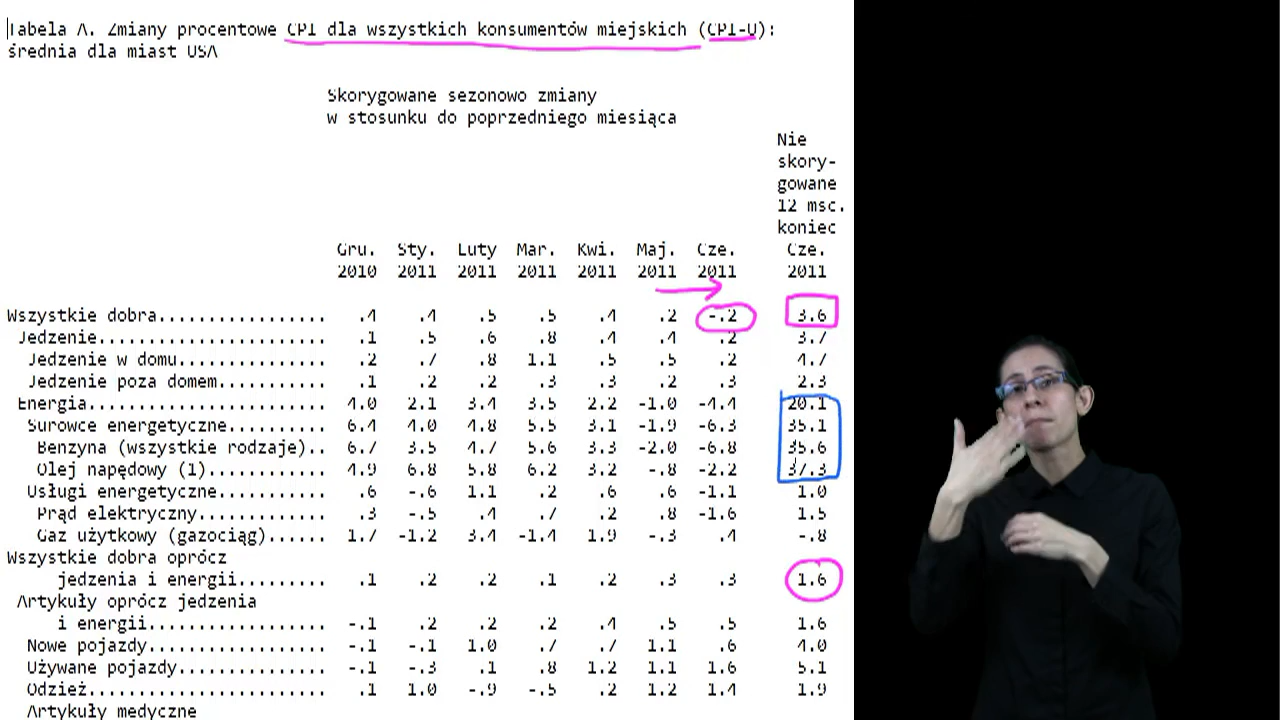 Tabela A. Zmiany procentowe CPI dla wszystkich konsumentów miejskich (CPI-U):
średnia dla miast USA
Skorygowane sezonowo zmiany
w stosunku do poprzedniego miesiąca
Nie
skory-
gowane
12 msc.
koniec
Gru. Sty. Luty Mar. Kwi. Maj. Cze. Cze.
2010 2011 2011 2011 2011 2011 2011 2011
Wszystkie dobra................. .4 .4 .5 .5 .4 .2 -.2 3.6
Jedzenie....................... .1 .5 .6 .8 .4 .4 .2 3.7
Jedzenie w domu............... .2 .7 .8 1.1 .5 .5 .2 4.7
Jedzenie poza domem........... .1 .2 .2 .3 .3 .2 .3 2.3
Energia........................ 4.0 2.1 3.4 3.5 2.2 -1.0 -4.4 20.1
Surowce energetyczne.......... 6.4 4.0 4.8 5.5 3.1 -1.9 -6.3 35.1
Benzyna (wszystkie rodzaje).. 6.7 3.5 4.7 5.6 3.3 -2.0 -6.8 35.6
Olej napędowy (1)............ 4.9 6.8 5.8 6.2 3.2 -.8 -2.2 37.3
Usługi energetyczne........... .6 -.6 1.1 .2 .6 .6 -1.1 1.0
Prąd elektryczny............. .3 -.5 .4 .7 .2 .8 -1.6 1.5
Gaz użytkowy (gazociąg)...... 1.7 -1.2 3.4 -1.4 1.9 -.3 .4 -.8
Wszystkie dobra oprócz
jedzenia i energii......... .1 .2 .2 .1 .2 .3 .3 1.6
Artykuły oprócz jedzenia
i energii.................. -.1 .2 .2 .2 .4 .5 .5 1.6
Nowe pojazdy.................. -.1 -.1 1.0 .7 .7 1.1 .6 4.0
Używane pojazdy............... -.1 -.3 .1 .8 1.2 1.1 1.6 5.1
Odzież........................ .1 1.0 -.9 -.5 .2 1.2 1.4 1.9
Artykuły medyczne